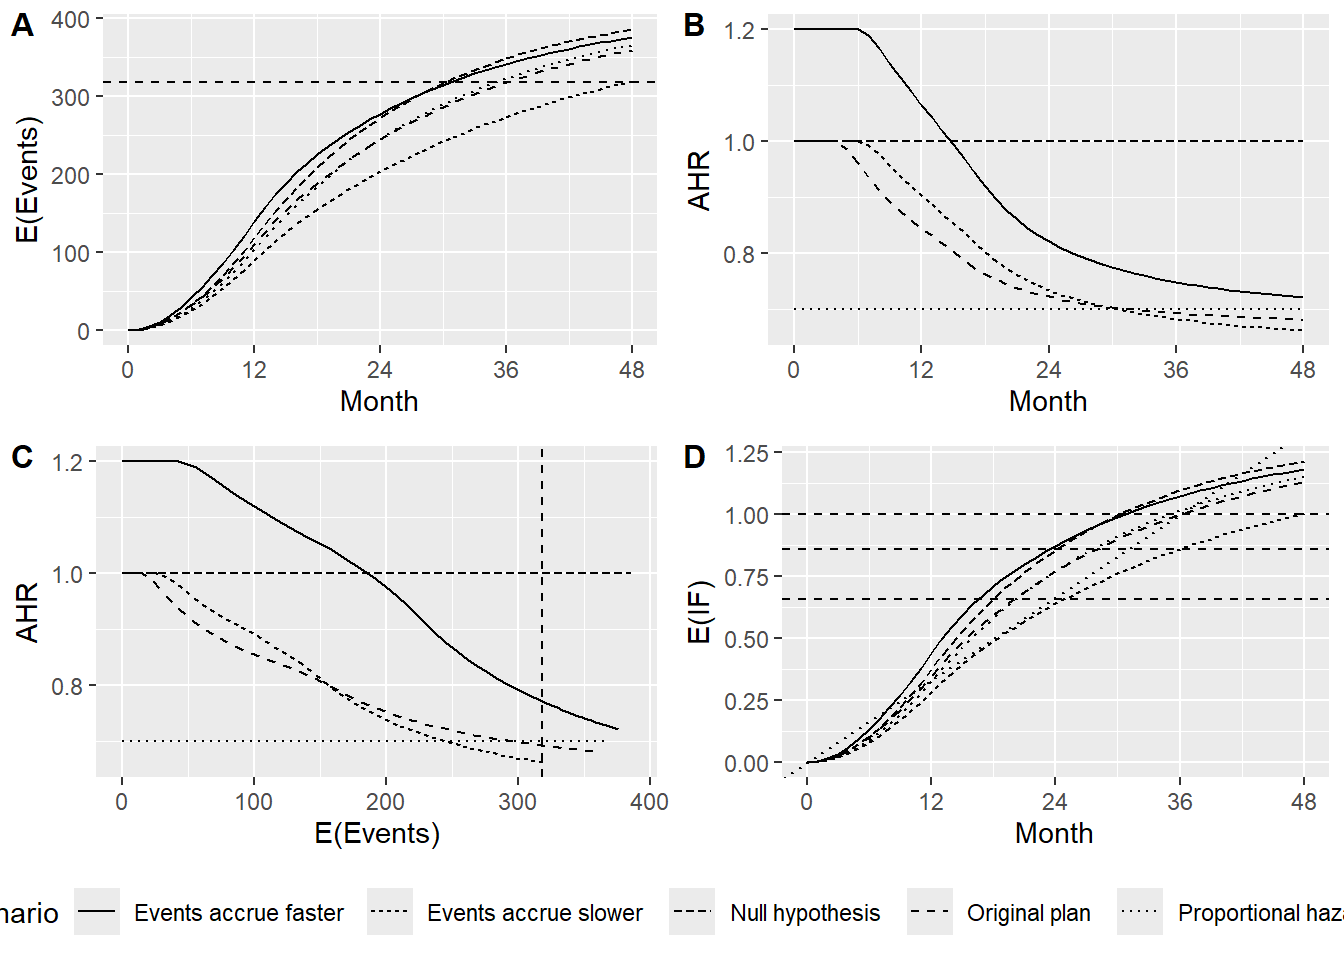 A
400
300
200
100
0
E(Events)
0 12 24 36 48
Month
B
1.2
1.0
0.8
AHR
0 12 24 36 48
Month
C
1.2
1.0
0.8
AHR
0 100 200 300 400
E(Events)
D
1.25
1.00
0.75
0.50
0.25
0.00
E(IF)
0 12 24 36 48
Month
nario Events accrue faster Events accrue slower Null hypothesis Original plan Proportional haza